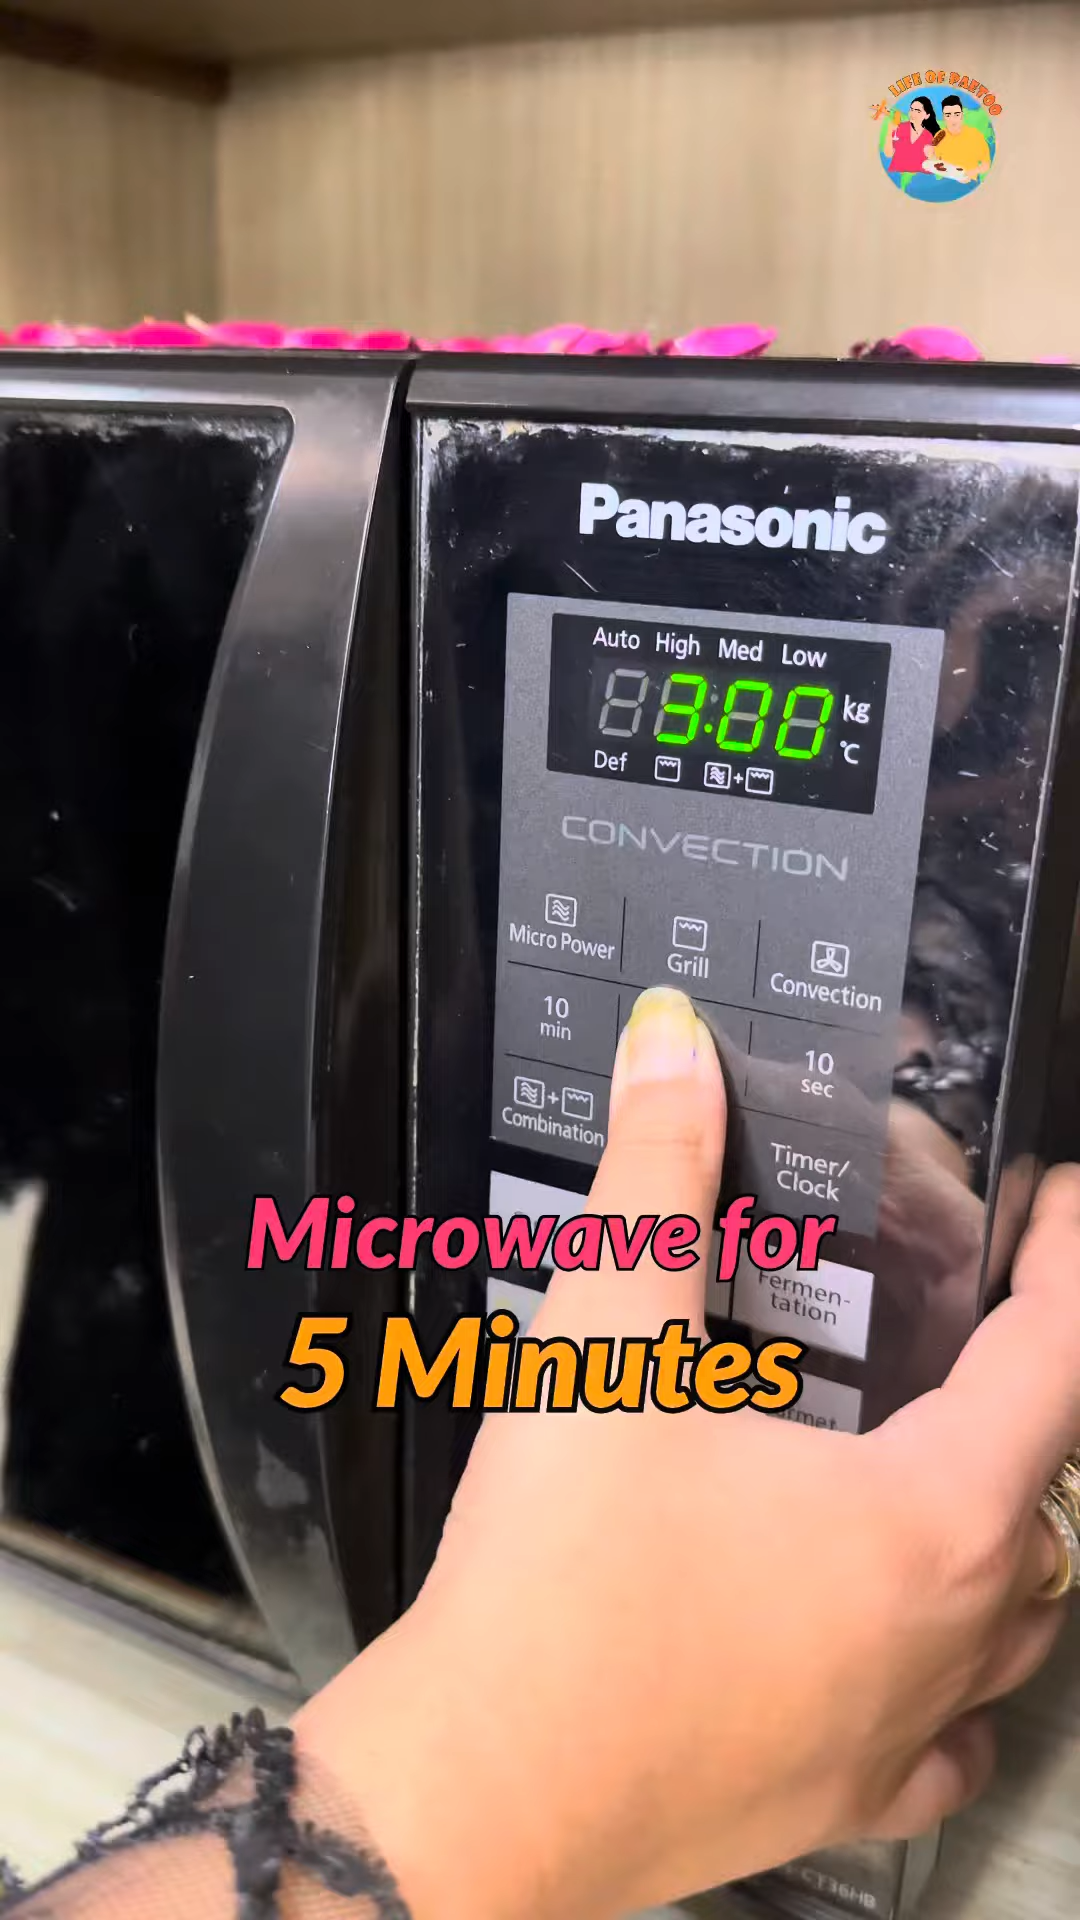 LIFE OF PAETOO
Panasonic
Auto High Med Low
3:00 kg
°C
Def
CONVECTION
Micro Power
Grill
Convection
10
min
10
sec
Combination
Timer/
Clock
Microwave for
Fermen-
tation
5 Minutes